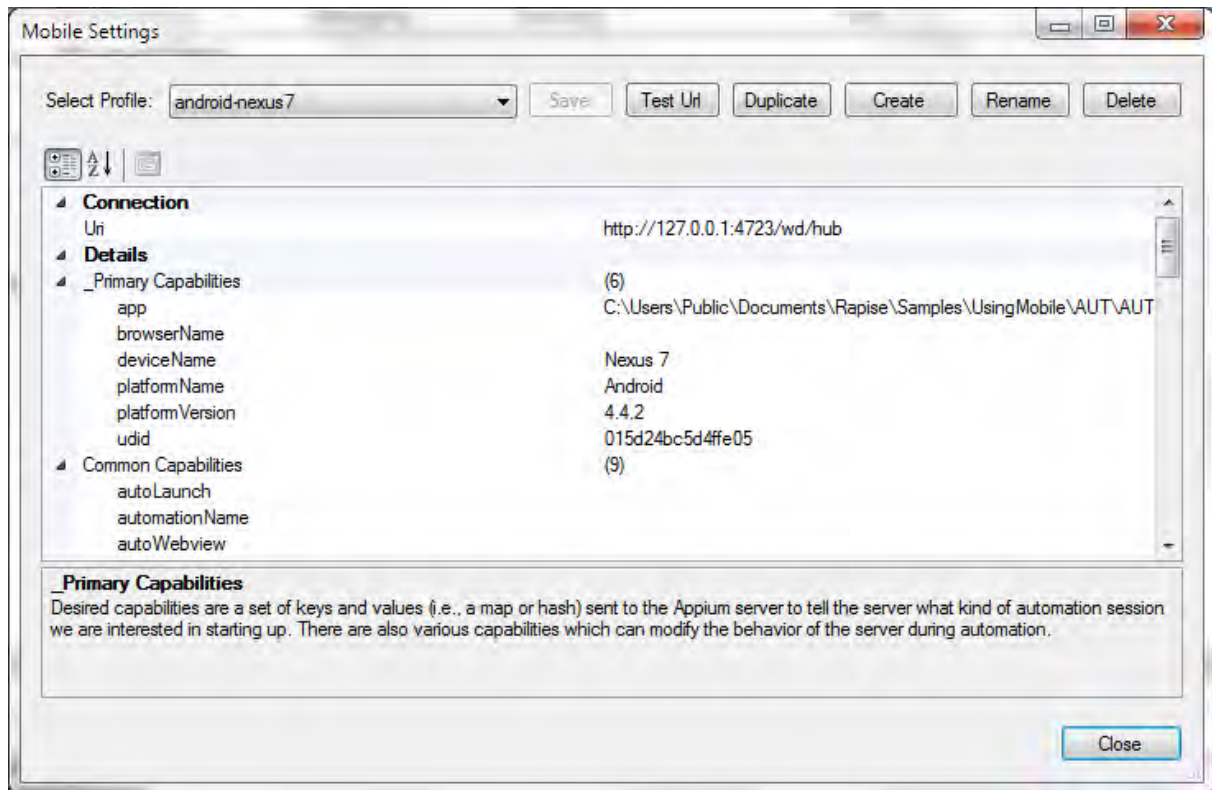 Mobile Settings
Select Profile: android-nexus7 Save Test Url Duplicate Create Rename Delete
Connection
Uri http://127.0.0.1:4723/wd/hub
Details
_Primary Capabilities (6)
app C:\Users\Public\Documents\Rapise\Samples\UsingMobile\AUT\AUT
browserName
deviceName Nexus 7
platformName Android
platformVersion 4.4.2
udid 015d24bc5d4ffe05
Common Capabilities (9)
autoLaunch
automationName
autoWebview
_Primary Capabilities
Desired capabilities are a set of keys and values (i.e., a map or hash) sent to the Appium server to tell the server what kind of automation session
we are interested in starting up. There are also various capabilities which can modify the behavior of the server during automation.
Close